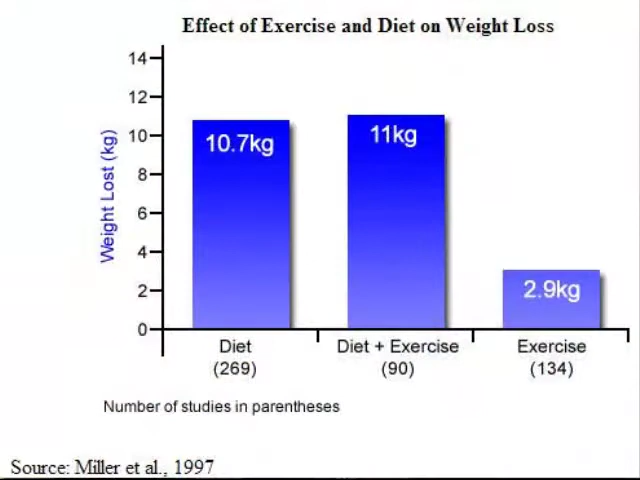 Effect of Exercise and Diet on Weight Loss
Weight Lost (kg)
14
12
10
8
6
4
2
0
10.7kg
11kg
2.9kg
Diet
(269)
Diet + Exercise
(90)
Exercise
(134)
Number of studies in parentheses
Source: Miller et al., 1997